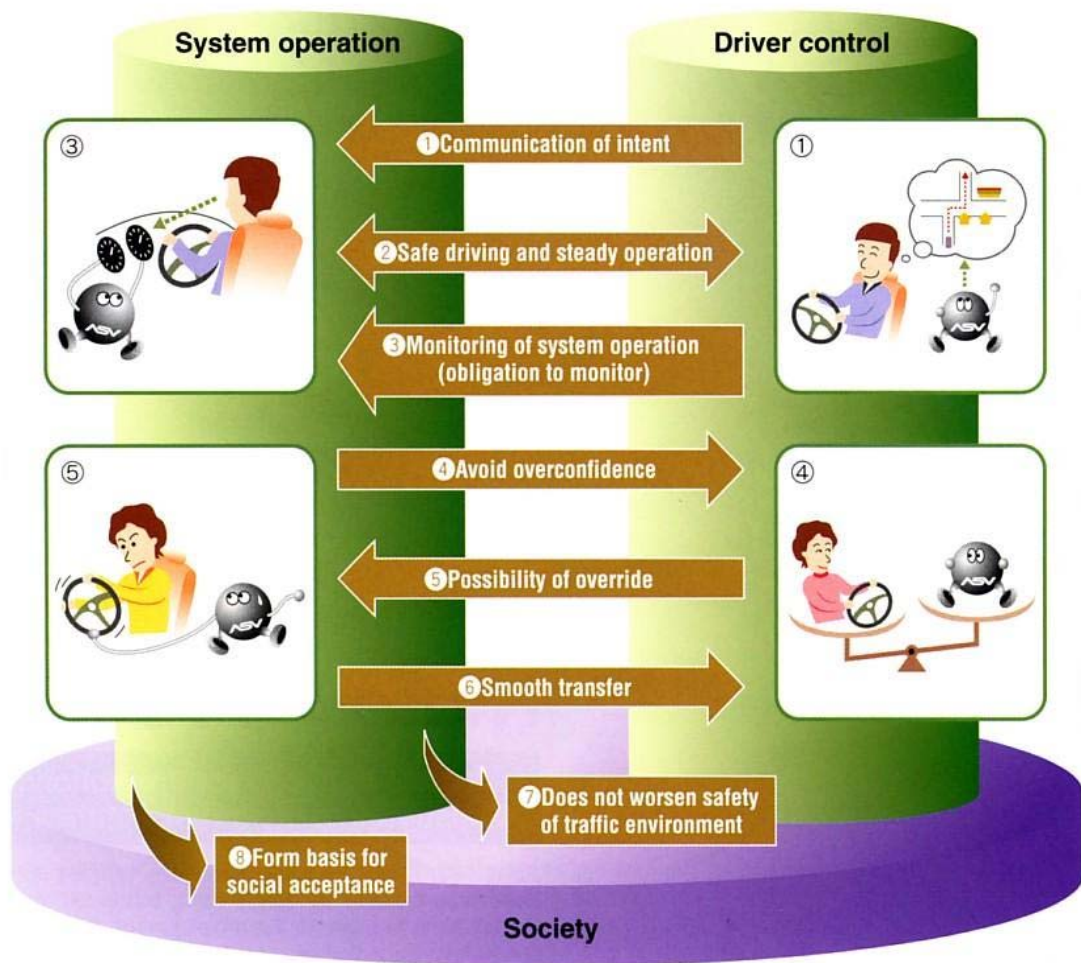 System operation
Driver control
③
❶Communication of intent
①
❷Safe driving and steady operation
ASV
ASV
❸Monitoring of system operation
(obligation to monitor)
⑤
❹Avoid overconfidence
④
❺Possibility of override
ASV
ASV
❻Smooth transfer
❼Does not worsen safety
of traffic environment
❽Form basis for
social acceptance
Society